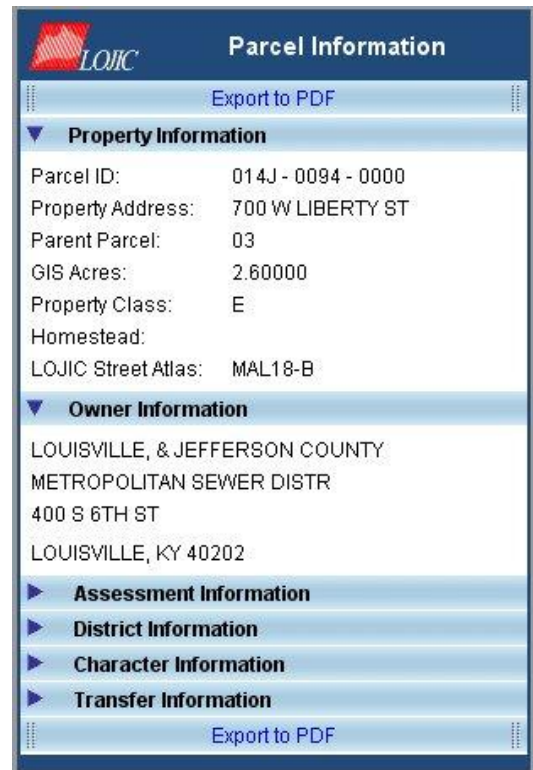 LOJIC
Parcel Information
Export to PDF
Property Information
Parcel ID: 014J - 0094 - 0000
Property Address: 700 W LIBERTY ST
Parent Parcel: 03
GIS Acres: 2.60000
Property Class: E
Homestead:
LOJIC Street Atlas: MAL18-B
Owner Information
LOUISVILLE, & JEFFERSON COUNTY
METROPOLITAN SEWER DISTR
400 S 6TH ST
LOUISVILLE, KY 40202
Assessment Information
District Information
Character Information
Transfer Information
Export to PDF